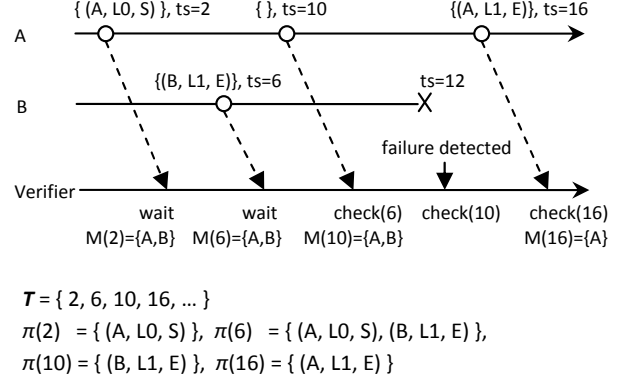 { (A, L0, S) }, ts=2 { }, ts=10 {(A, L1, E)}, ts=16
A
{(B, L1, E)}, ts=6 ts=12
B
failure detected
Verifier
wait wait check(6) check(10) check(16)
M(2)={A,B} M(6)={A,B} M(10)={A,B} M(16)={A}
T = { 2, 6, 10, 16, … }
π(2) = { (A, L0, S) }, π(6) = { (A, L0, S), (B, L1, E) },
π(10) = { (B, L1, E) }, π(16) = { (A, L1, E) }